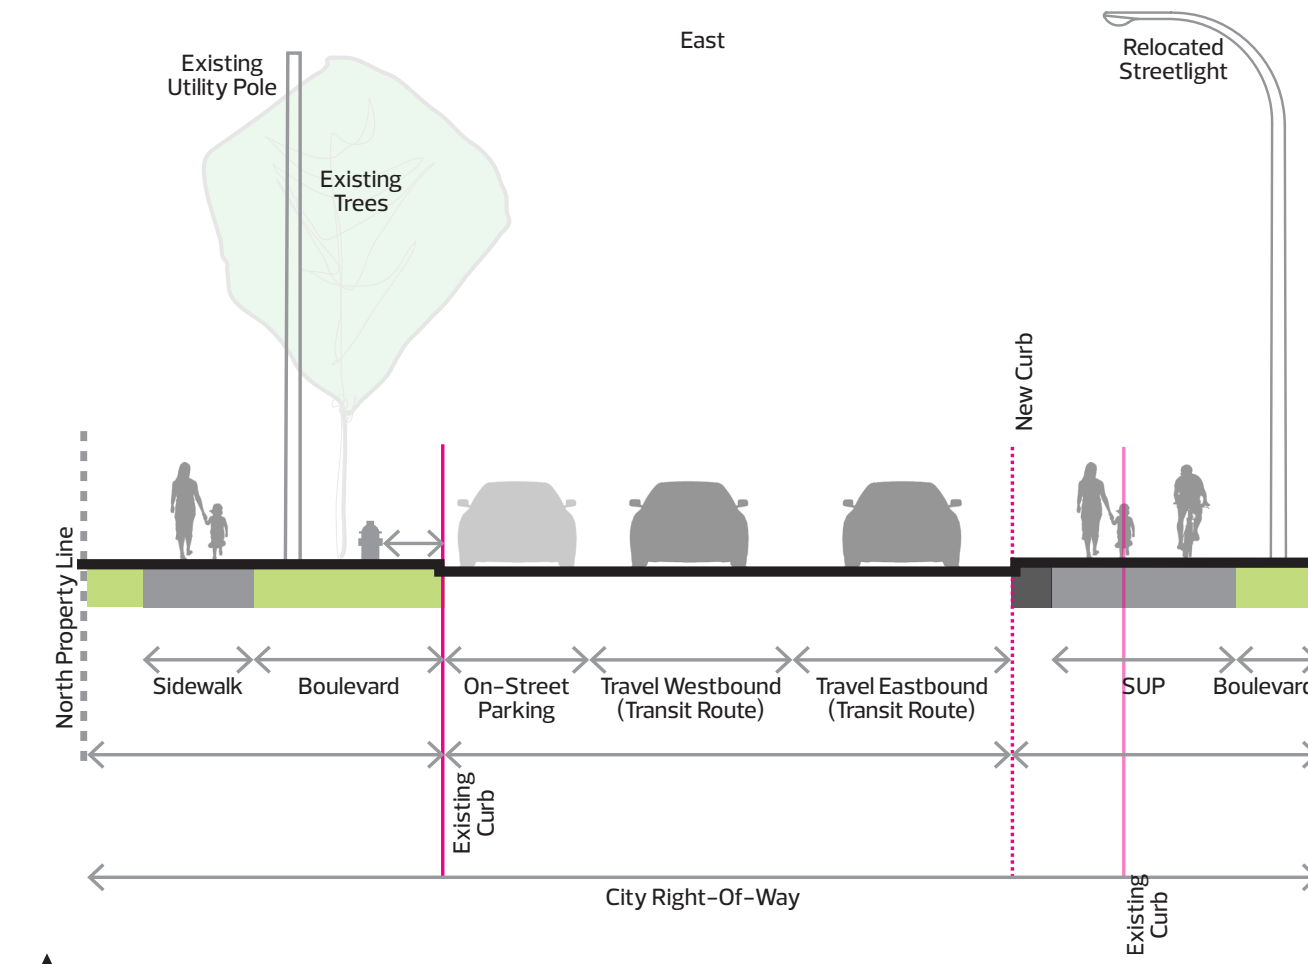 East
Existing
Utility Pole
Relocated
Streetlight
Existing
Trees
New Curb
North Property Line
Sidewalk
Boulevard
On-Street
Parking
Travel Westbound
(Transit Route)
Travel Eastbound
(Transit Route)
SUP
Boulevard
Existing
Curb
City Right-Of-Way
Existing
Curb